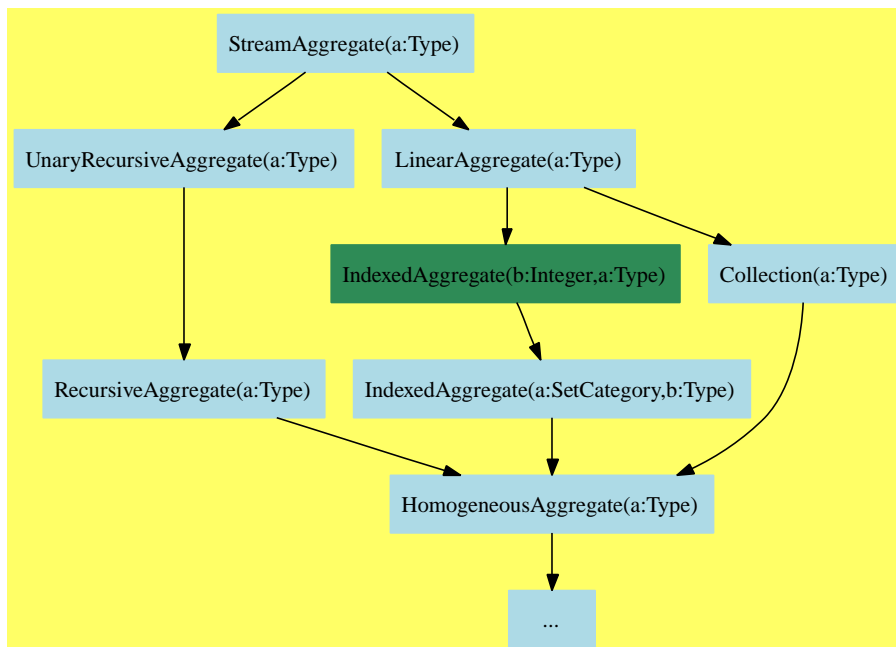 StreamAggregate(a:Type)
UnaryRecursiveAggregate(a:Type)
LinearAggregate(a:Type)
IndexedAggregate(b:Integer,a:Type)
Collection(a:Type)
RecursiveAggregate(a:Type)
IndexedAggregate(a:SetCategory,b:Type)
HomogeneousAggregate(a:Type)
...